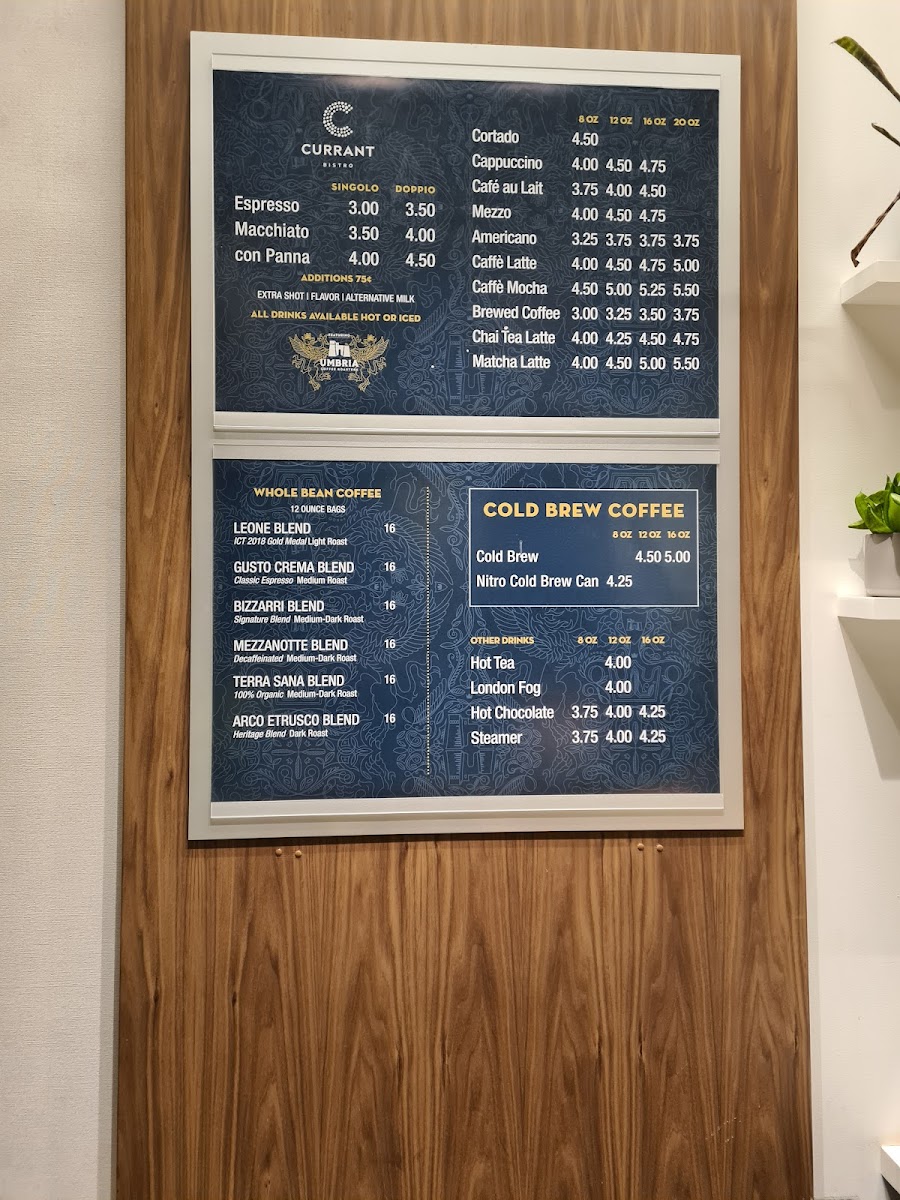 CURRANT
BISTRO
SINGOLO DOPPIO
Espresso 3.00 3.50
Macchiato 3.50 4.00
con Panna 4.00 4.50
ADDITIONS 75¢
EXTRA SHOT | FLAVOR | ALTERNATIVE MILK
ALL DRINKS AVAILABLE HOT OR ICED
FEATURING
UMBRIA
COFFEE ROASTERS
8 OZ 12 OZ 16 OZ 20 OZ
Cortado 4.50
Cappuccino 4.00 4.50 4.75
Café au Lait 3.75 4.00 4.50
Mezzo 4.00 4.50 4.75
Americano 3.25 3.75 3.75 3.75
Caffè Latte 4.00 4.50 4.75 5.00
Caffè Mocha 4.50 5.00 5.25 5.50
Brewed Coffee 3.00 3.25 3.50 3.75
Chai Tea Latte 4.00 4.25 4.50 4.75
Matcha Latte 4.00 4.50 5.00 5.50
WHOLE BEAN COFFEE
12 OUNCE BAGS
LEONE BLEND 16
ICT 2018 Gold Medal Light Roast
GUSTO CREMA BLEND 16
Classic Espresso Medium Roast
BIZZARRI BLEND 16
Signature Blend Medium-Dark Roast
MEZZANOTTE BLEND 16
Decaffeinated Medium-Dark Roast
TERRA SANA BLEND 16
100% Organic Medium-Dark Roast
ARCO ETRUSCO BLEND 16
Heritage Blend Dark Roast
COLD BREW COFFEE
8 OZ 12 OZ 16 OZ
Cold Brew 4.50 5.00
Nitro Cold Brew Can 4.25
OTHER DRINKS 8 OZ 12 OZ 16 OZ
Hot Tea 4.00
London Fog 4.00
Hot Chocolate 3.75 4.00 4.25
Steamer 3.75 4.00 4.25